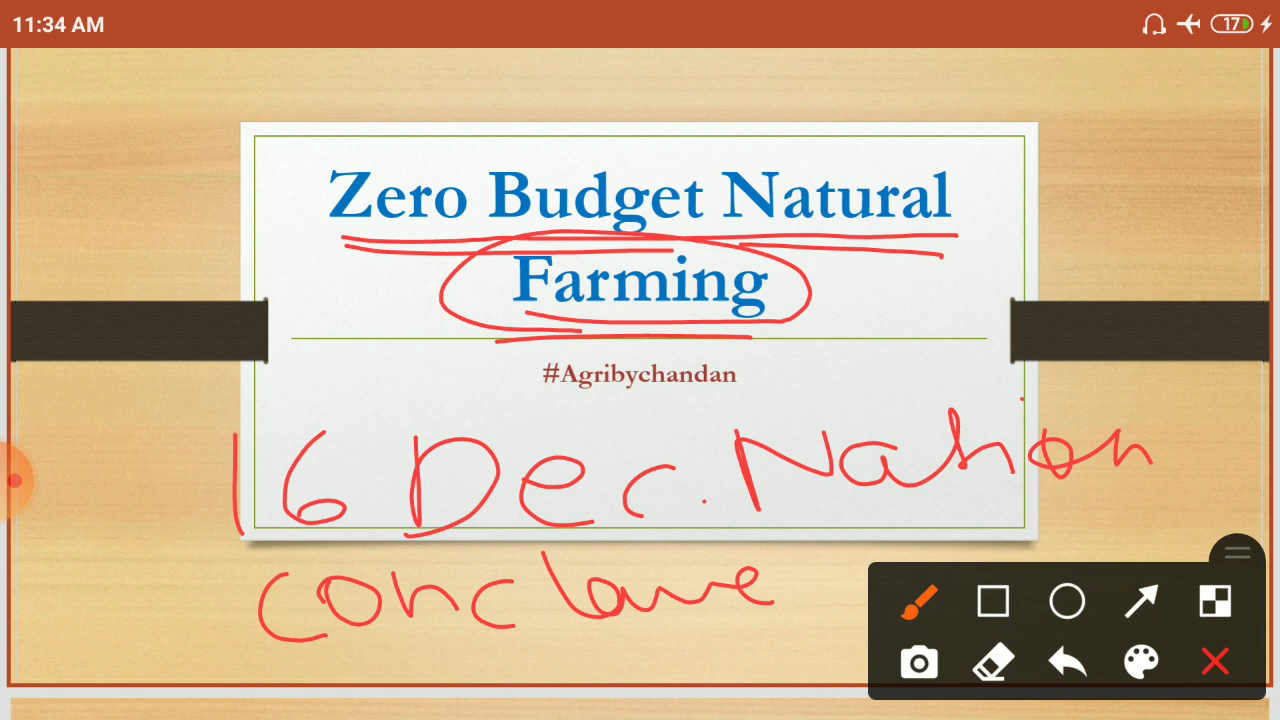 11:34 AM
17
Zero Budget Natural
Farming
#Agribychandan
16 Dec. Nation
conclave